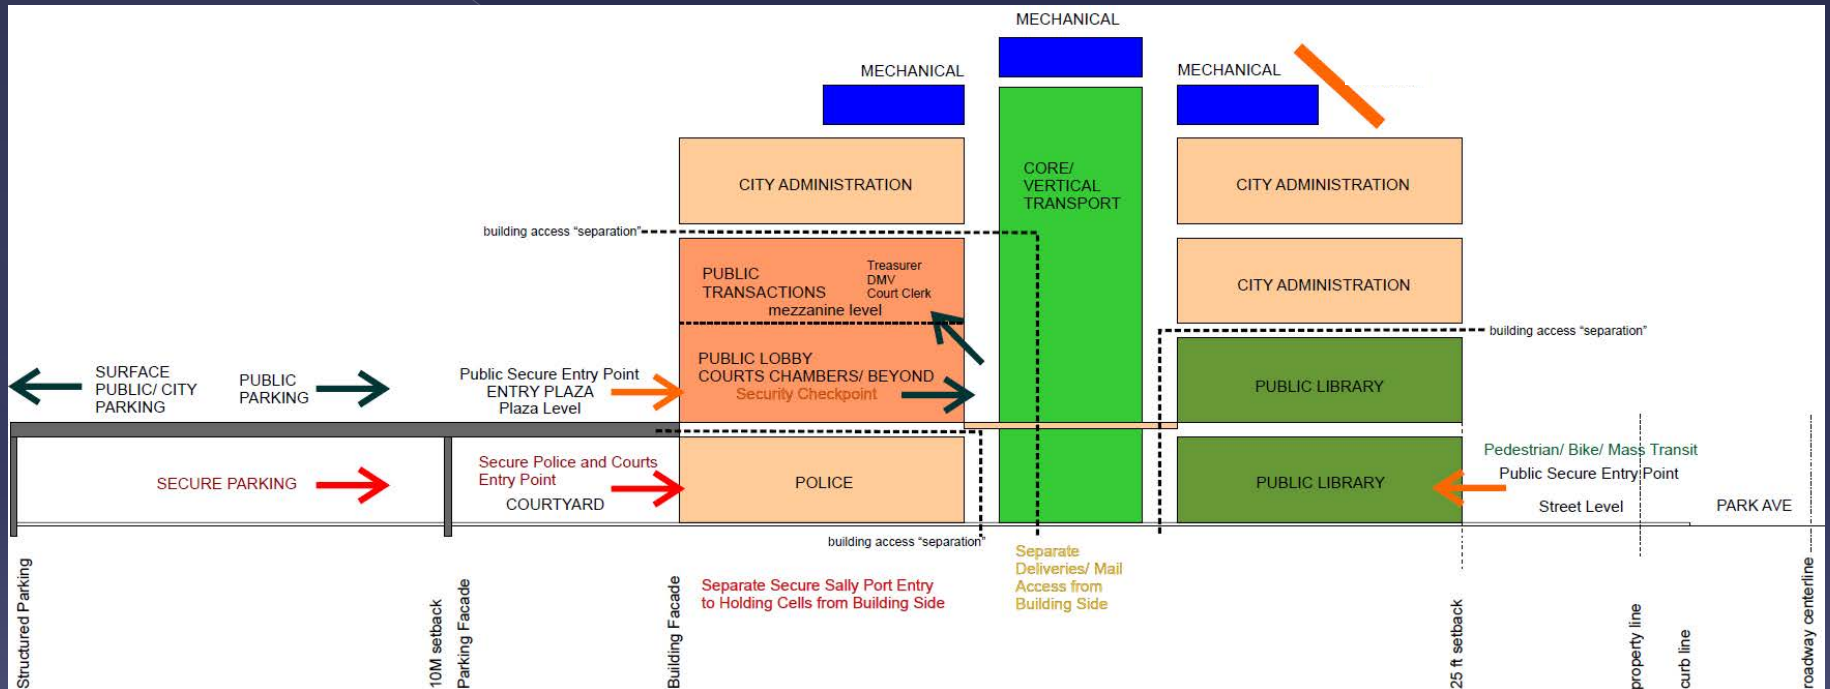 MECHANICAL
MECHANICAL
MECHANICAL
CITY ADMINISTRATION
CORE/
VERTICAL
TRANSPORT
CITY ADMINISTRATION
building access “separation”
PUBLIC
TRANSACTIONS
Treasurer
DMV
Court Clerk
mezzanine level
CITY ADMINISTRATION
building access “separation”
SURFACE
PUBLIC/ CITY
PARKING
PUBLIC
PARKING
Public Secure Entry Point
ENTRY PLAZA
Plaza Level
PUBLIC LOBBY
COURTS CHAMBERS/ BEYOND
Security Checkpoint
PUBLIC LIBRARY
SECURE PARKING
Secure Police and Courts
Entry Point
COURTYARD
POLICE
PUBLIC LIBRARY
Pedestrian/ Bike/ Mass Transit
Public Secure Entry Point
Street Level
PARK AVE
building access “separation”
Separate Secure Sally Port Entry
to Holding Cells from Building Side
Separate
Deliveries/ Mail
Access from
Building Side
Structured Parking
10M setback
Parking Facade
Building Facade
25 ft setback
property line
curb line
roadway centerline